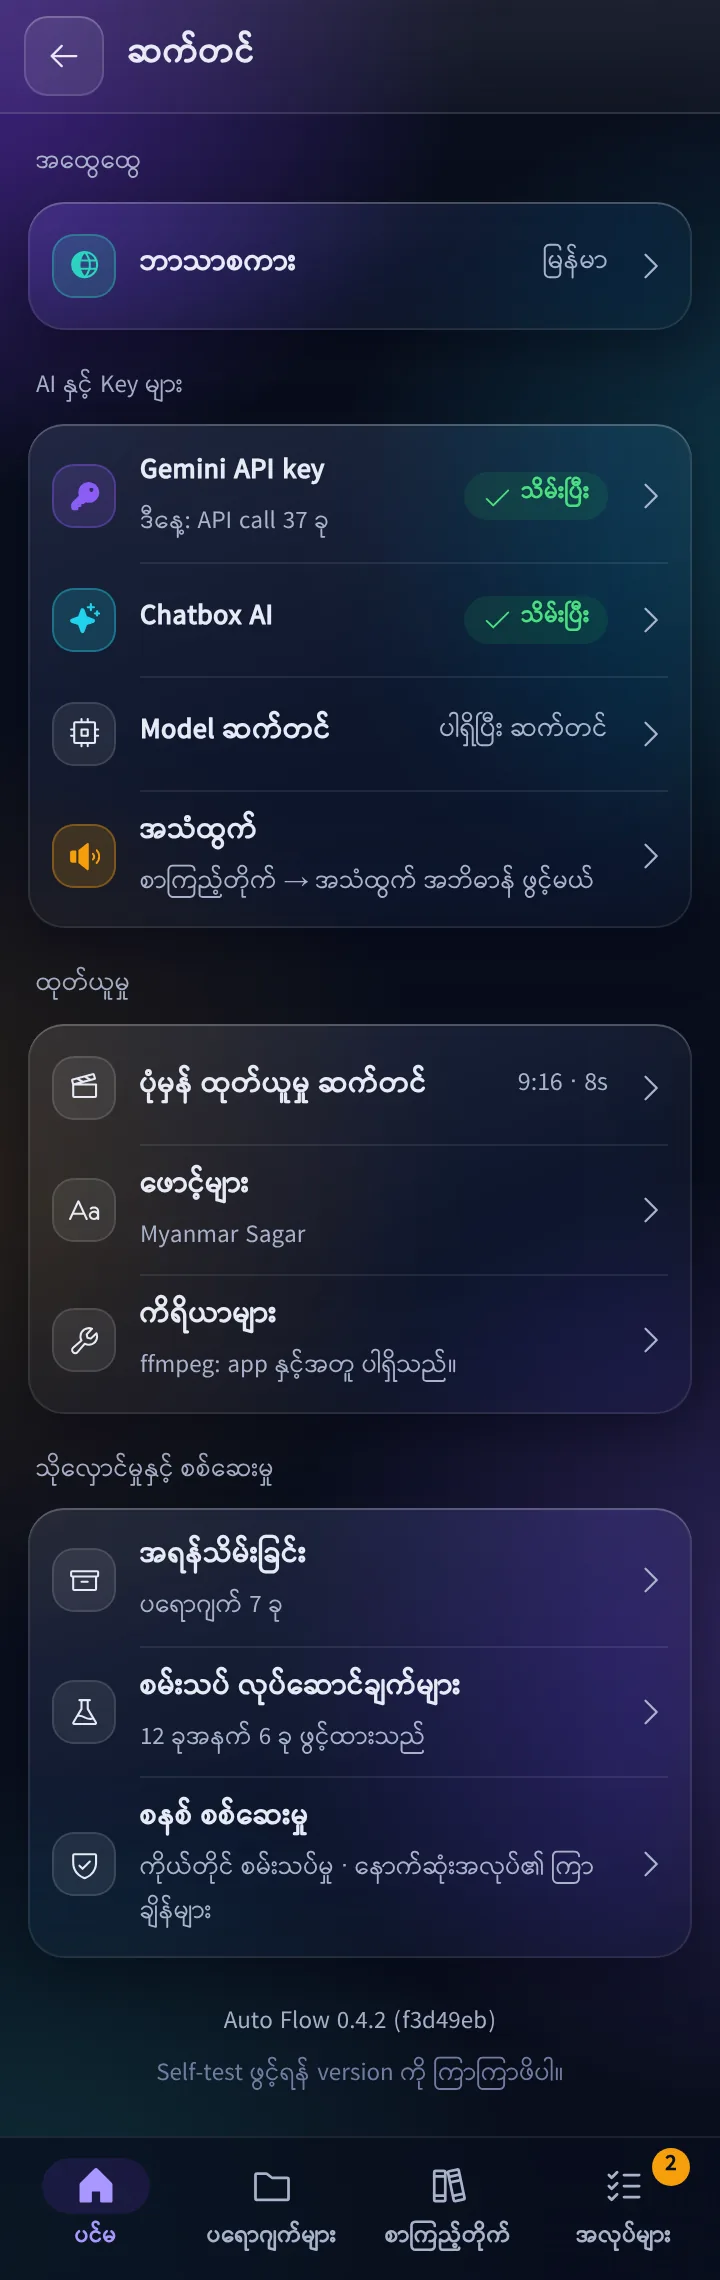 ဆက်တင်
အထွေထွေ
ဘာသာစကား
မြန်မာ
AI နှင့် Key များ
Gemini API key
ဒီနေ့: API call 37 ခု
သိမ်းပြီး
Chatbox AI
သိမ်းပြီး
Model ဆက်တင်
ပါရှိပြီး ဆက်တင်
အသံထွက်
စာကြည့်တိုက် → အသံထွက် အဘိဓာန် ဖွင့်မယ်
ထုတ်ယူမှု
ပုံမှန် ထုတ်ယူမှု ဆက်တင်
9:16 · 8s
ဖောင့်များ
Aa
Myanmar Sagar
ကိရိယာများ
ffmpeg: app နှင့်အတူ ပါရှိသည်။
သိုလှောင်မှုနှင့် စစ်ဆေးမှု
အရန်သိမ်းခြင်း
ပရောဂျက် 7 ခု
စမ်းသပ် လုပ်ဆောင်ချက်များ
12 ခုအနက် 6 ခု ဖွင့်ထားသည်
စနစ် စစ်ဆေးမှု
ကိုယ်တိုင် စမ်းသပ်မှု · နောက်ဆုံးအလုပ်၏ ကြာ
ချိန်များ
Auto Flow 0.4.2 (f3d49eb)
Self-test ဖွင့်ရန် version ကို ကြာကြာဖိပါ။
2
ပင်မ
ပရောဂျက်များ
စာကြည့်တိုက်
အလုပ်များ